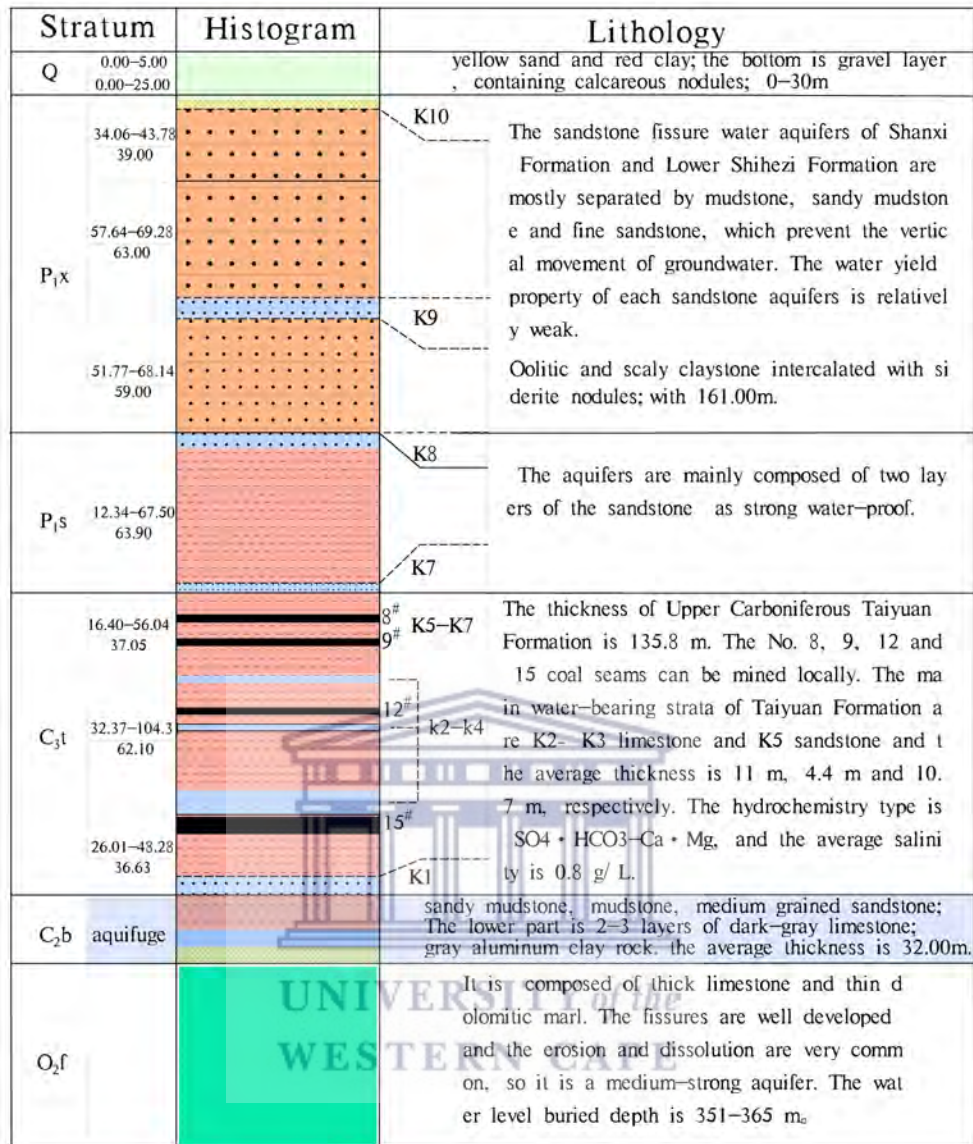 Stratum Histogram Lithology
Q
0.00-5.00
0.00-25.00
yellow sand and red clay; the bottom is gravel layer
, containing calcareous nodules; 0-30m
P1x
34.06-43.78
39.00
57.64-69.28
63.00
51.77-68.14
59.00
K10
K9
The sandstone fissure water aquifers of Shanxi
Formation and Lower Shihezi Formation are
mostly separated by mudstone, sandy mudston
e and fine sandstone, which prevent the vertic
al movement of groundwater. The water yield
property of each sandstone aquifers is relativel
y weak.
Oolitic and scaly claystone intercalated with si
derite nodules; with 161.00m.
P1s
12.34-67.50
63.90
K8
K7
The aquifers are mainly composed of two lay
ers of the sandstone as strong water-proof.
C3t
16.40-56.04
37.05
32.37-104.3
62.10
26.01-48.28
36.63
8#
9#
K5-K7
12#
k2-k4
15#
K1
The thickness of Upper Carboniferous Taiyuan
Formation is 135.8 m. The No. 8, 9, 12 and
15 coal seams can be mined locally. The ma
in water-bearing strata of Taiyuan Formation a
re K2- K3 limestone and K5 sandstone and t
he average thickness is 11 m, 4.4 m and 10.
7 m, respectively. The hydrochemistry type is
SO4 · HCO3-Ca · Mg, and the average salini
ty is 0.8 g/ L.
C2b
aquifuge
sandy mudstone, mudstone, medium grained sandstone;
The lower part is 2-3 layers of dark-gray limestone;
gray aluminum clay rock. the average thickness is 32.00m.
O2f
It is composed of thick limestone and thin d
olomitic marl. The fissures are well developed
and the erosion and dissolution are very comm
on, so it is a medium-strong aquifer. The wat
er level buried depth is 351-365 m。
UNIVERSITY of the
WESTERN CAPE